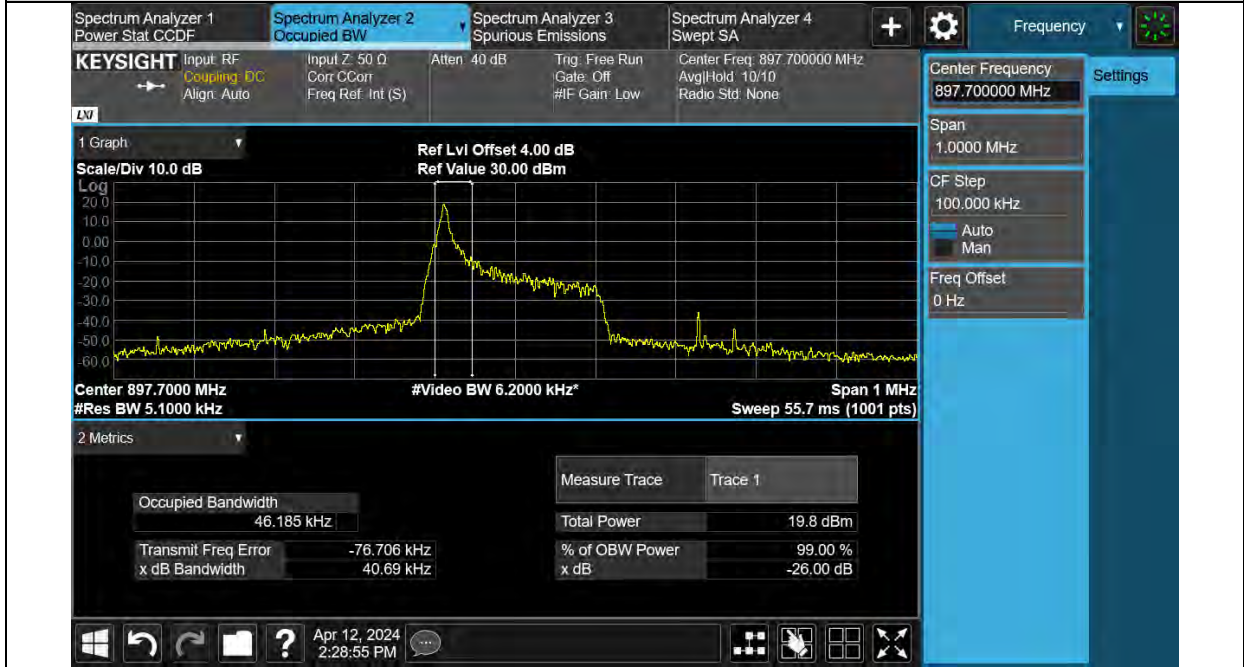 Spectrum Analyzer 1
Power Stat CCDF
Spectrum Analyzer 2
Occupied BW
Spectrum Analyzer 3
Spurious Emissions
Spectrum Analyzer 4
Swept SA
+
Frequency
KEYSIGHT
Input: RF
Coupling: DC
Align: Auto
Input Z: 50 Ω
Corr CCorr
Freq Ref: Int (S)
Atten: 40 dB
Trig: Free Run
Gate: Off
#IF Gain: Low
Center Freq: 897.700000 MHz
Avg|Hold: 10/10
Radio Std: None
LXI
Center Frequency
897.700000 MHz
Settings
Span
1.0000 MHz
CF Step
100.000 kHz
Auto
Man
Freq Offset
0 Hz
1 Graph
Scale/Div 10.0 dB
Ref Lvl Offset 4.00 dB
Ref Value 30.00 dBm
Log
20.0
10.0
0.00
-10.0
-20.0
-30.0
-40.0
-50.0
-60.0
Center 897.7000 MHz
#Res BW 5.1000 kHz
#Video BW 6.2000 kHz*
Span 1 MHz
Sweep 55.7 ms (1001 pts)
2 Metrics
Measure Trace
Trace 1
Occupied Bandwidth
46.185 kHz
Total Power
19.8 dBm
Transmit Freq Error
-76.706 kHz
% of OBW Power
99.00 %
x dB Bandwidth
40.69 kHz
x dB
-26.00 dB
?
Apr 12, 2024
2:28:55 PM